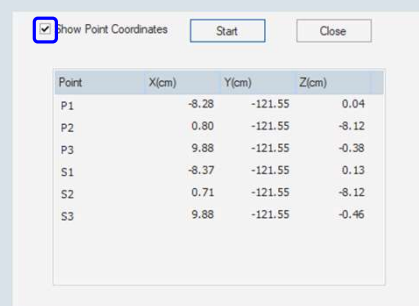 Show Point Coordinates Start Close
Point X(cm) Y(cm) Z(cm)
P1 -8.28 -121.55 0.04
P2 0.80 -121.55 -8.12
P3 9.88 -121.55 -0.38
S1 -8.37 -121.55 0.13
S2 0.71 -121.55 -8.12
S3 9.88 -121.55 -0.46